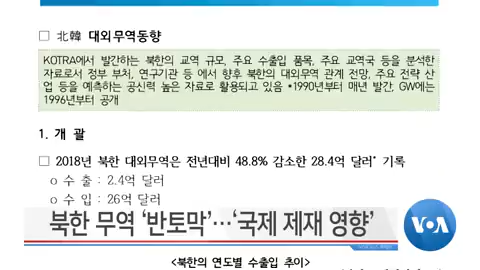 □ 北韓 대외무역동향
KOTRA에서 발간하는 북한의 교역 규모, 주요 수출입 품목, 주요 교역국 등을 분석한
자료로서 정부 부처, 연구기관 등 에서 향후 북한의 대외무역 관계 전망, 주요 전략 산
업 등을 예측하는 공신력 높은 자료로 활용되고 있음 *1990년부터 매년 발간, GW에는
1996년부터 공개
1. 개 괄
□ 2018년 북한 대외무역은 전년대비 48.8% 감소한 28.4억 달러* 기록
o 수 출 : 2.4억 달러
o 수 입 : 26억 달러
북한 무역 ‘반토막’...‘국제 제재 영향’
VOA
<북한의 연도별 수출입 추이>